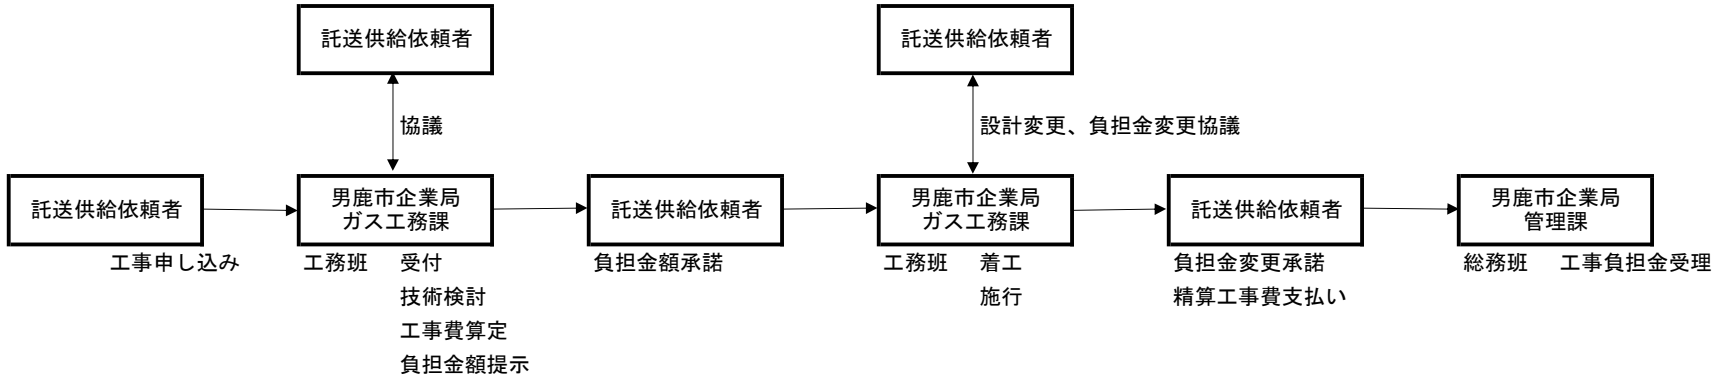 託送供給依頼者
託送供給依頼者
協議
設計変更、負担金変更協議
託送供給依頼者
男鹿市企業局
ガス工務課
託送供給依頼者
男鹿市企業局
ガス工務課
託送供給依頼者
男鹿市企業局
管理課
工事申し込み
工務班 受付
負担金額承諾
工務班 着工
負担金変更承諾
総務班 工事負担金受理
技術検討
施行
精算工事費支払い
工事費算定
負担金額提示